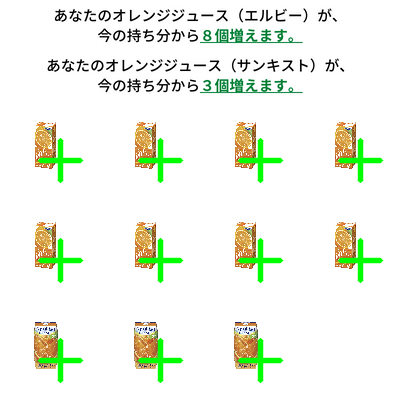 あなたのオレンジジュース（エルビー）が、
今の持ち分から８個増えます。
あなたのオレンジジュース（サンキスト）が、
今の持ち分から３個増えます。